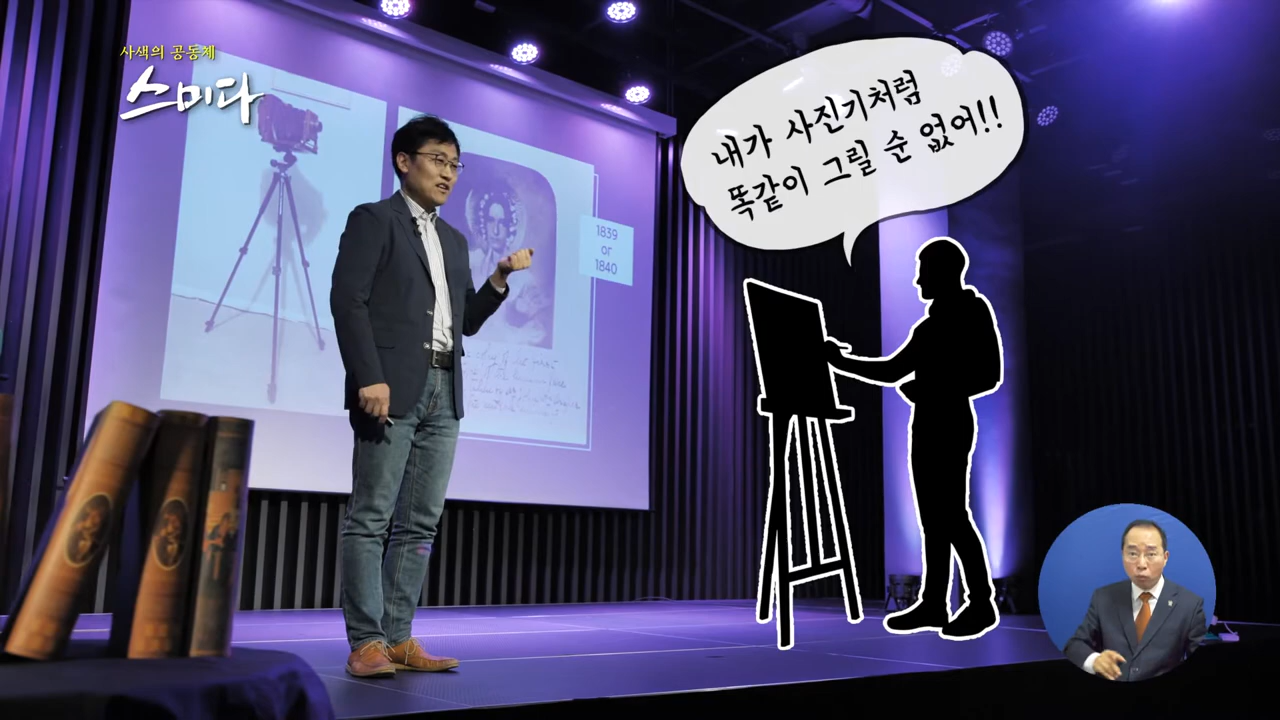 사색의 공동체
스미다
내가 사진기처럼
똑같이 그릴 순 없어!!
1839
or
1840